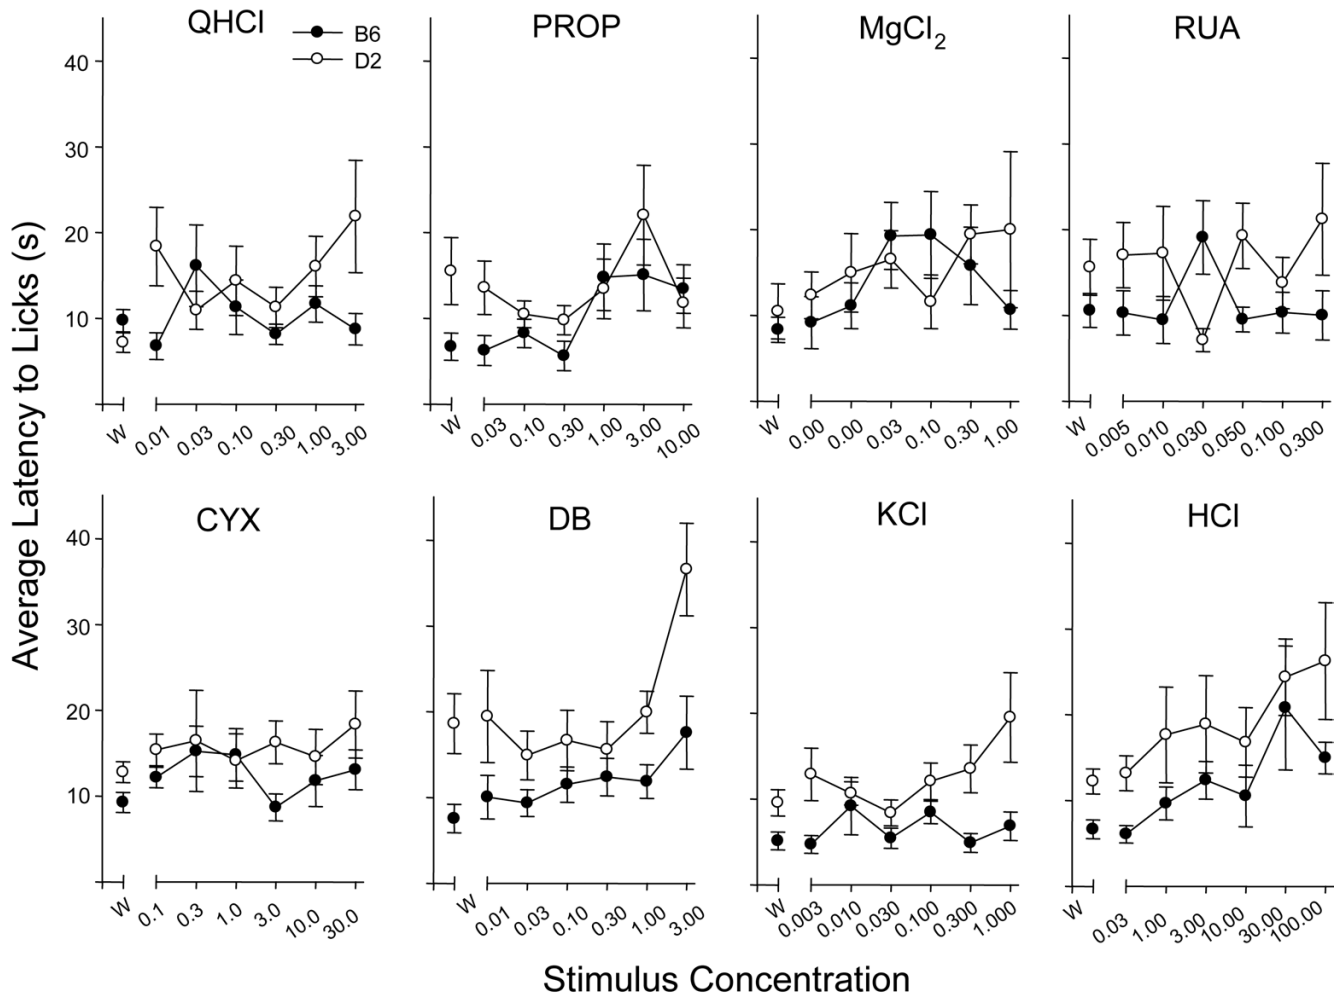 QHCl
B6
D2
PROP
MgCl2
RUA
40
30
20
10
W 0.01 0.03 0.10 0.30 1.00 3.00
W 0.03 0.10 0.30 1.00 3.00 10.00
W 0.00 0.00 0.03 0.10 0.30 1.00
W 0.005 0.010 0.030 0.050 0.100 0.300
Average Latency to Licks (s)
CYX
DB
KCl
HCl
40
30
20
10
W 0.1 0.3 1.0 3.0 10.0 30.0
W 0.01 0.03 0.10 0.30 1.00 3.00
W 0.003 0.010 0.030 0.100 0.300 1.000
W 0.03 1.00 3.00 10.00 30.00 100.00
Stimulus Concentration